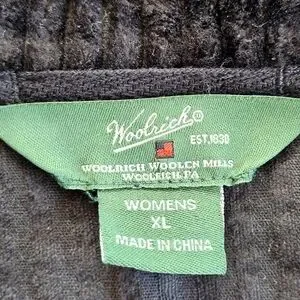 Woolrich®
EST. 1830
WOOLRICH WOOLEN MILLS
WOOLRICH, PA
WOMENS
XL
MADE IN CHINA